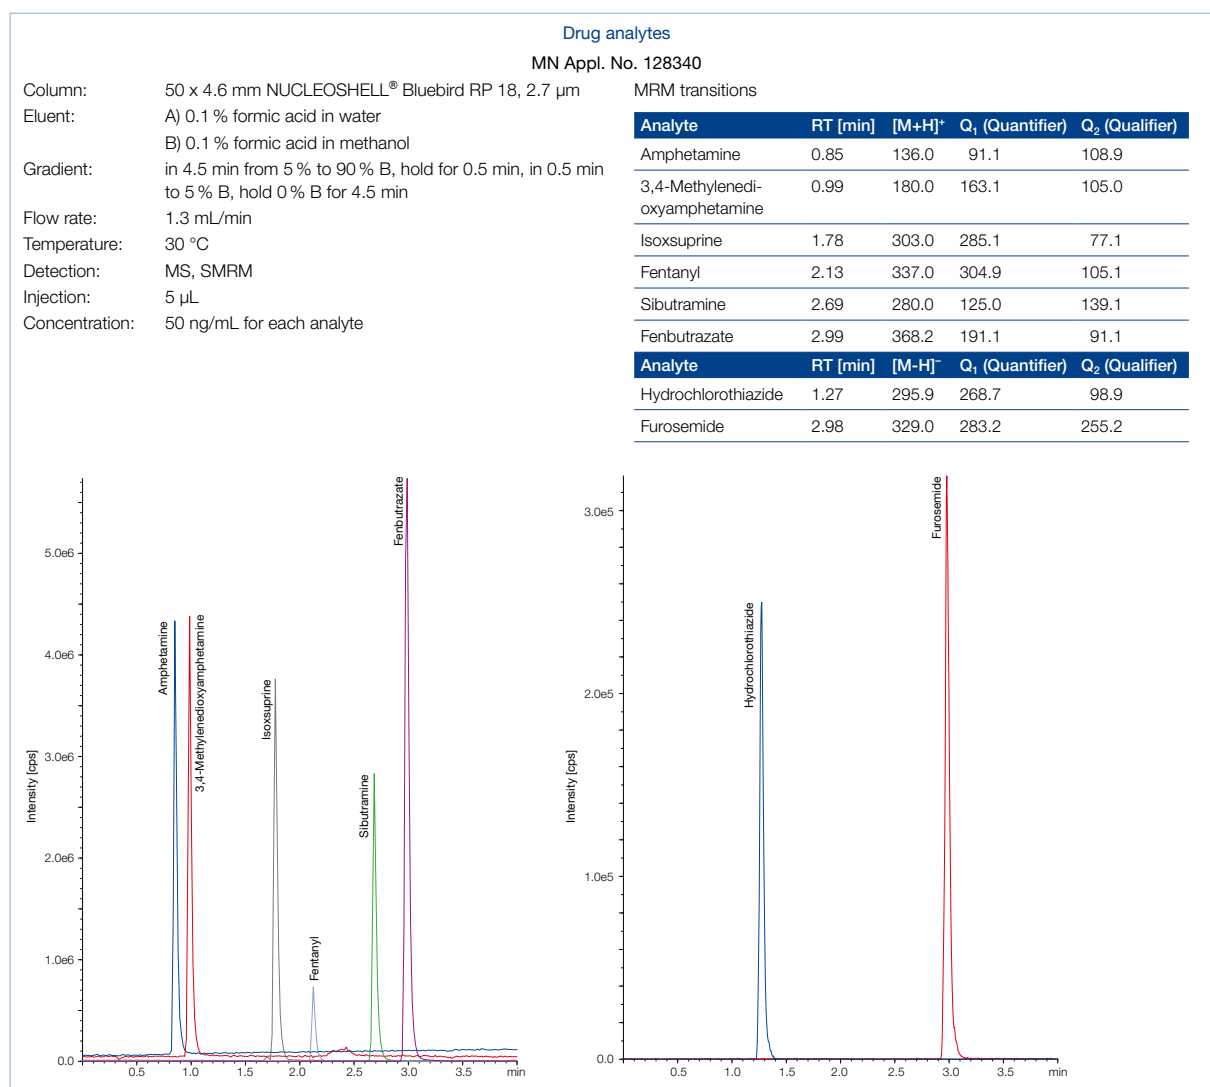 Drug analytes
MN Appl. No. 128340
Column: 50 x 4.6 mm NUCLEOSHELL® Bluebird RP 18, 2.7 µm
Eluent: A) 0.1 % formic acid in water
B) 0.1 % formic acid in methanol
Gradient: in 4.5 min from 5 % to 90 % B, hold for 0.5 min, in 0.5 min
to 5 % B, hold 0 % B for 4.5 min
Flow rate: 1.3 mL/min
Temperature: 30 °C
Detection: MS, SMRM
Injection: 5 µL
Concentration: 50 ng/mL for each analyte
MRM transitions
Analyte RT [min] [M+H]⁺ Q₁ (Quantifier) Q₂ (Qualifier)
Amphetamine 0.85 136.0 91.1 108.9
3,4-Methylenedi-
oxyamphetamine 0.99 180.0 163.1 105.0
Isoxsuprine 1.78 303.0 285.1 77.1
Fentanyl 2.13 337.0 304.9 105.1
Sibutramine 2.69 280.0 125.0 139.1
Fenbutrazate 2.99 368.2 191.1 91.1
Analyte RT [min] [M-H]⁻ Q₁ (Quantifier) Q₂ (Qualifier)
Hydrochlorothiazide 1.27 295.9 268.7 98.9
Furosemide 2.98 329.0 283.2 255.2
Intensity [cps]
5.0e6
4.0e6
3.0e6
2.0e6
1.0e6
0.0
Amphetamine
3,4-Methylenedioxyamphetamine
Isoxsuprine
Fentanyl
Sibutramine
Fenbutrazate
0.5 1.0 1.5 2.0 2.5 3.0 3.5 min
Intensity [cps]
3.0e5
2.0e5
1.0e5
0.0
Hydrochlorothiazide
Furosemide
0.5 1.0 1.5 2.0 2.5 3.0 3.5 min